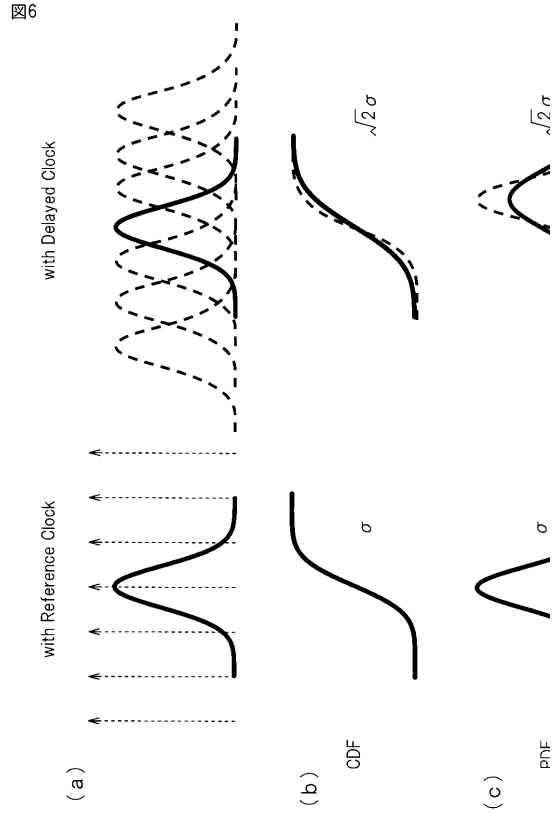 図6
with Reference Clock
with Delayed Clock
(a)
(b)
CDF
σ
√2σ
(c)
PDF
σ
√2σ